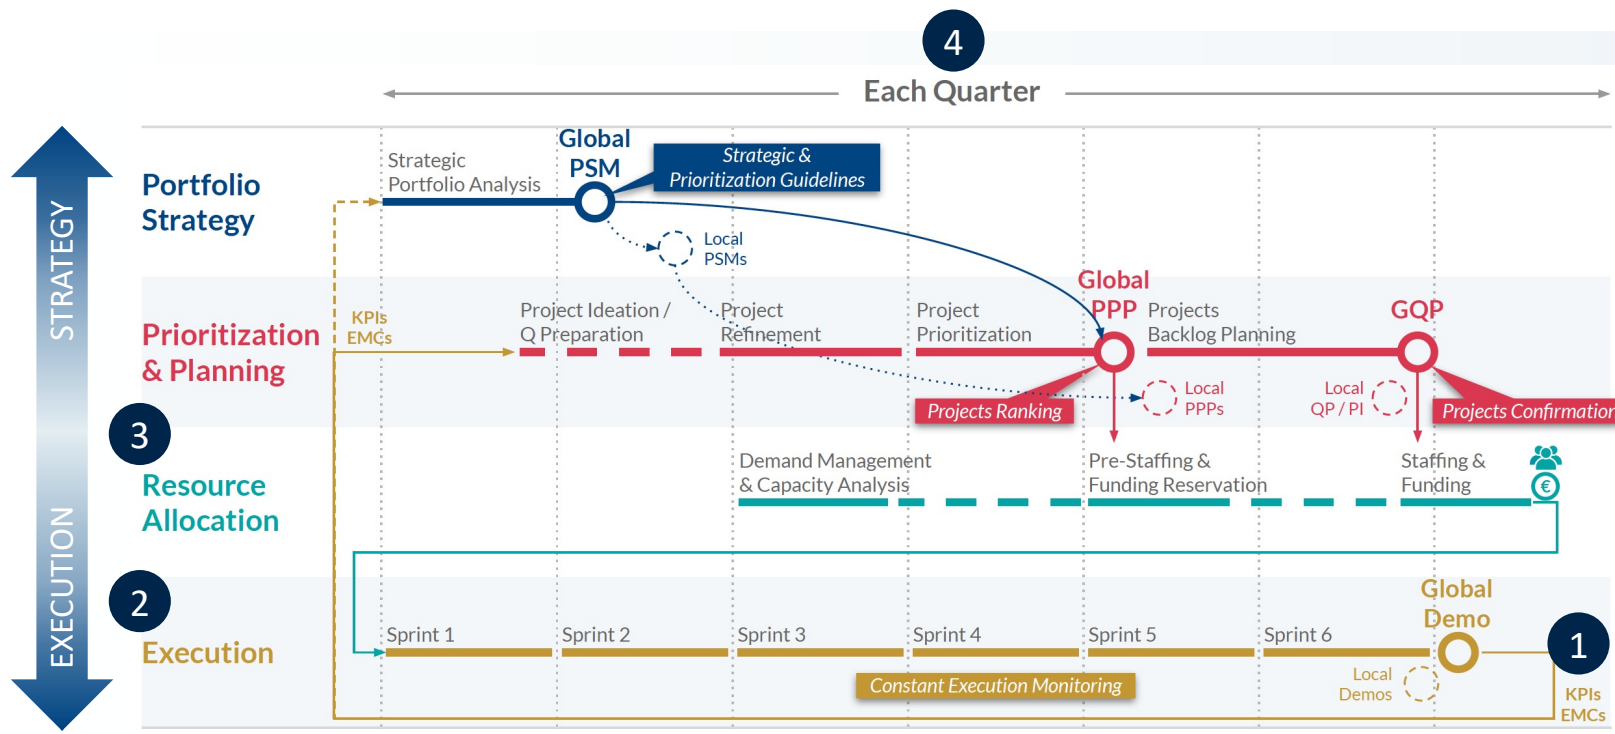 4
Each Quarter
STRATEGY
EXECUTION
Portfolio
Strategy
Strategic
Portfolio Analysis
Global
PSM
Strategic &
Prioritization Guidelines
Local
PSMs
Prioritization
& Planning
KPIs
EMCs
Project Ideation /
Q Preparation
Project
Refinement
Project
Prioritization
Global
PPP
Projects
Backlog Planning
GQP
Projects Ranking
Local
PPPs
Local
QP / PI
Projects Confirmation
3
Resource
Allocation
Demand Management
& Capacity Analysis
Pre-Staffing &
Funding Reservation
Staffing &
Funding
€
2
Execution
Sprint 1
Sprint 2
Sprint 3
Sprint 4
Sprint 5
Sprint 6
Global
Demo
1
Constant Execution Monitoring
Local
Demos
KPIs
EMCs